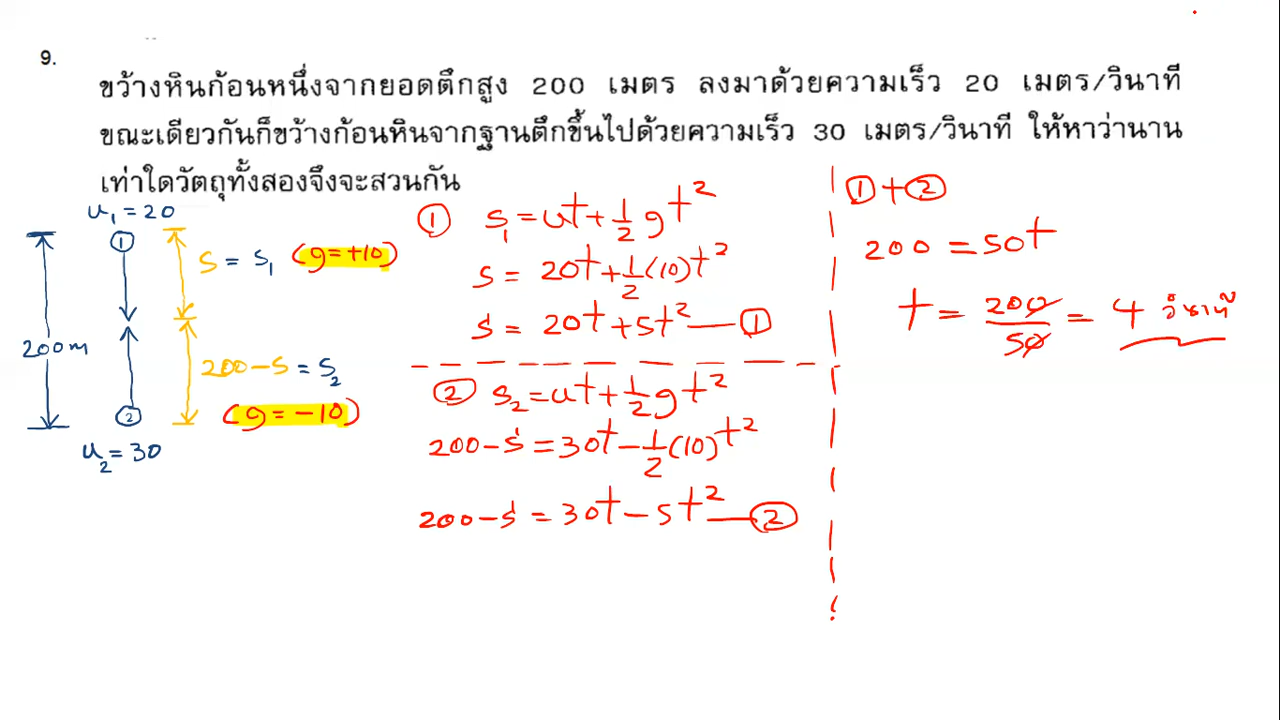 9.
ขว้างหินก้อนหนึ่งจากยอดตึกสูง 200 เมตร ลงมาด้วยความเร็ว 20 เมตร/วินาที
ขณะเดียวกันก็ขว้างก้อนหินจากฐานตึกขึ้นไปด้วยความเร็ว 30 เมตร/วินาที ให้หาว่านาน
เท่าใดวัตถุทั้งสองจึงจะสวนกัน
u₁ = 20
①
S = S₁ (g = +10)
200m
200 - S = S₂
②
(g = -10)
u₂ = 30
① S₁ = ut + 1/2 gt²
S = 20t + 1/2 (10)t²
S = 20t + 5t² — ①
② S₂ = ut + 1/2 gt²
200 - S = 30t - 1/2 (10)t²
200 - S = 30t - 5t² — ②
① + ②
200 = 50t
t = 200/50 = 4 วินาที